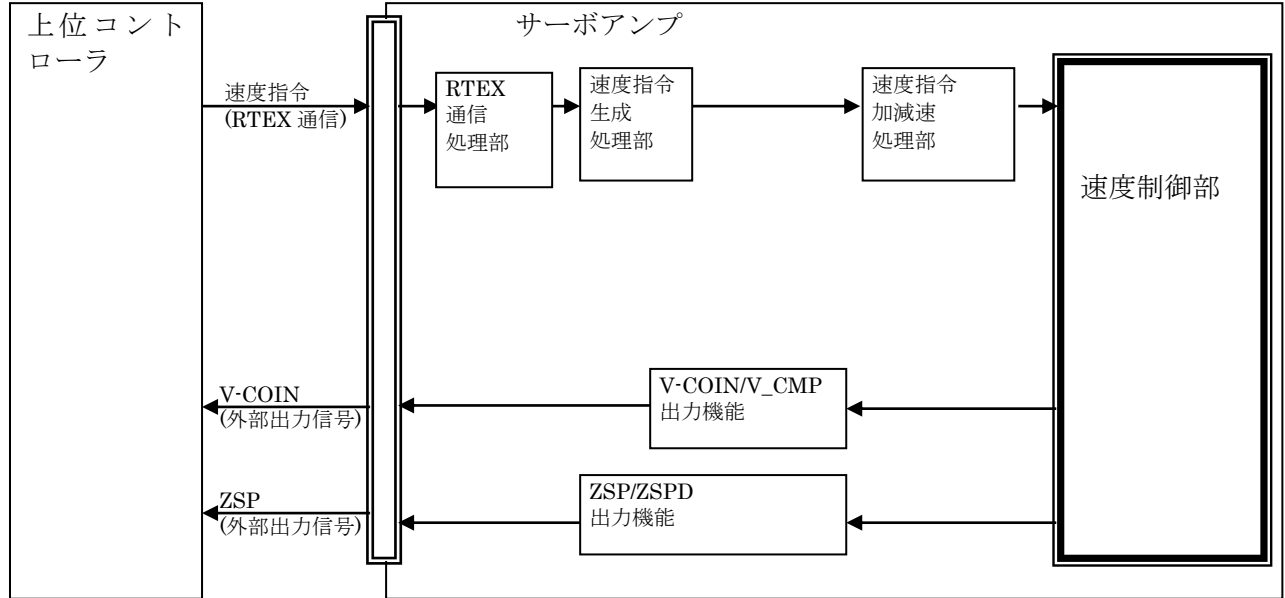 上位コント
ローラ
サーボアンプ
速度指令
(RTEX 通信)
RTEX
通信
処理部
速度指令
生成
処理部
速度指令
加減速
処理部
速度制御部
V-COIN
(外部出力信号)
V-COIN/V_CMP
出力機能
ZSP
(外部出力信号)
ZSP/ZSPD
出力機能